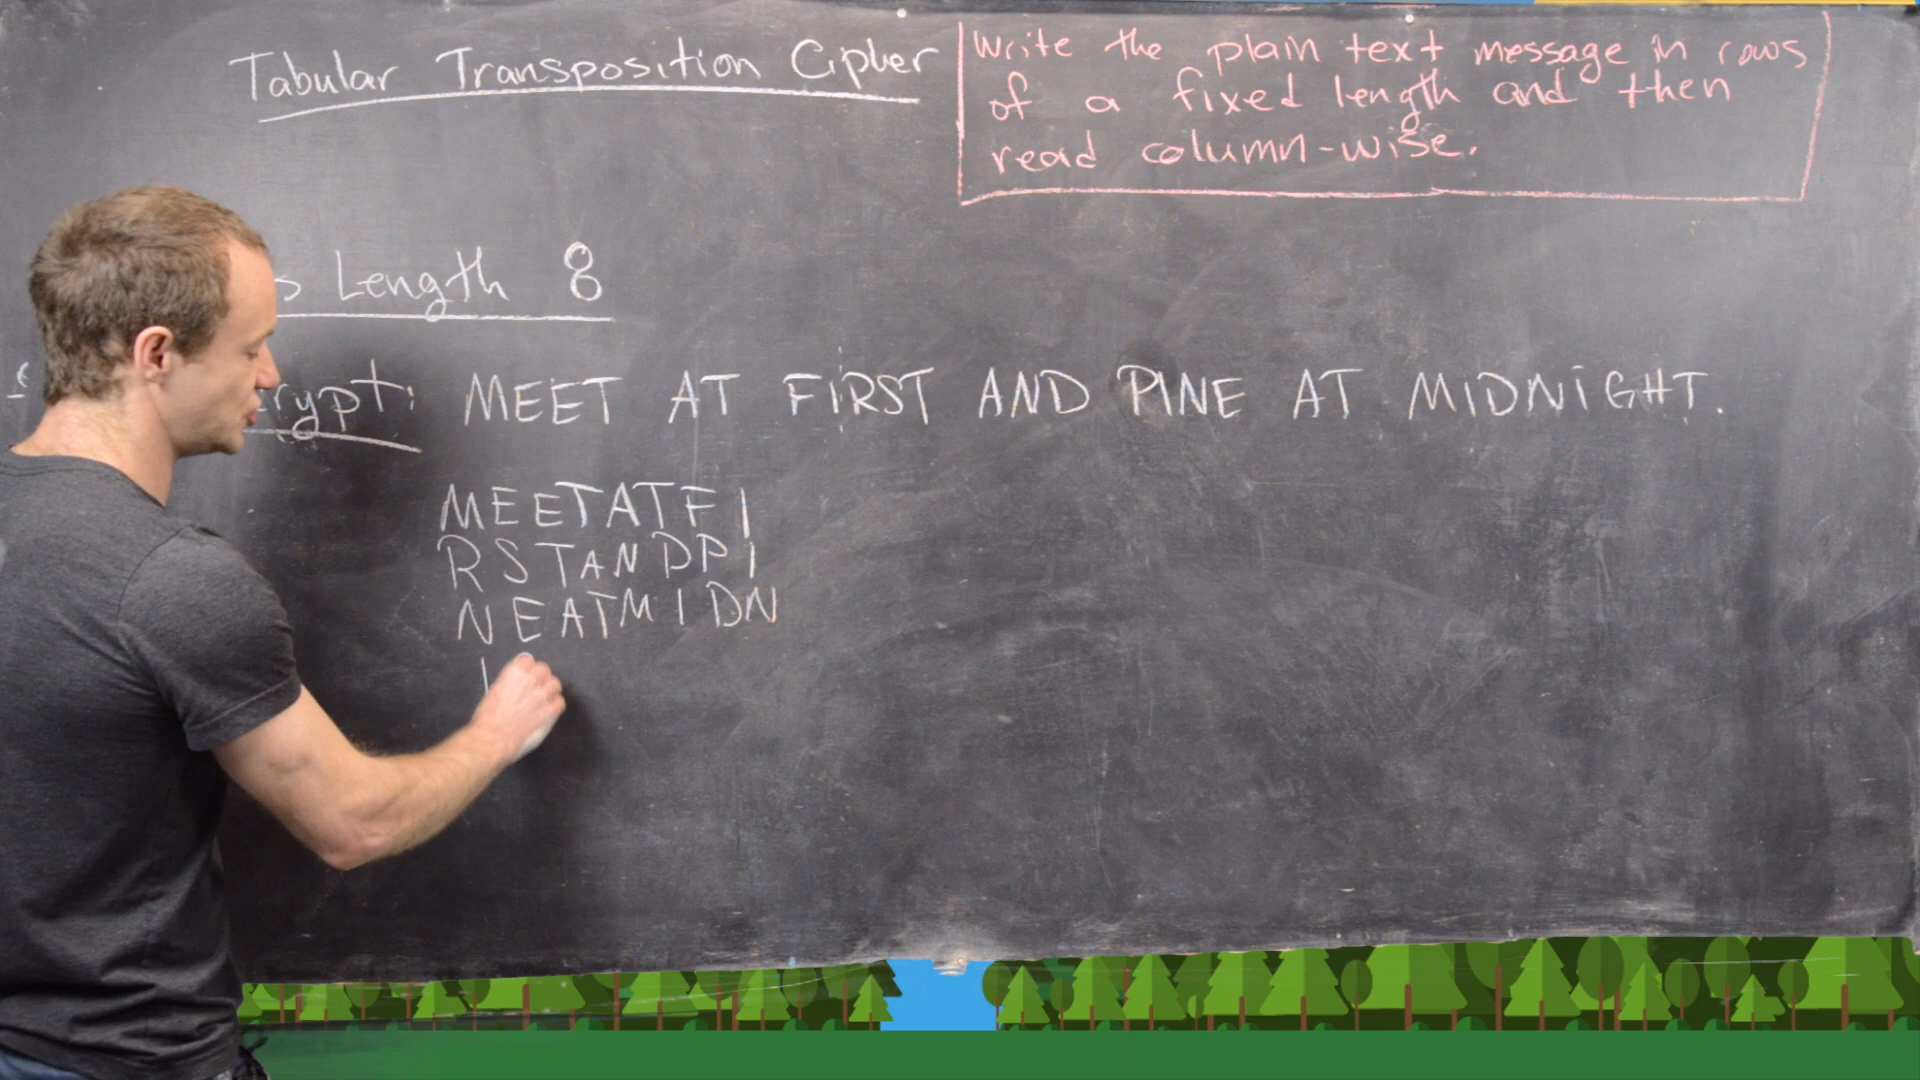 Tabular Transposition Cipher
Write the plain text message in rows
of a fixed length and then
read column-wise.
Length 8
MEET AT FIRST AND PINE AT MIDNIGHT.
MEETATFI
RSTANDPI
NEATMIDN
I